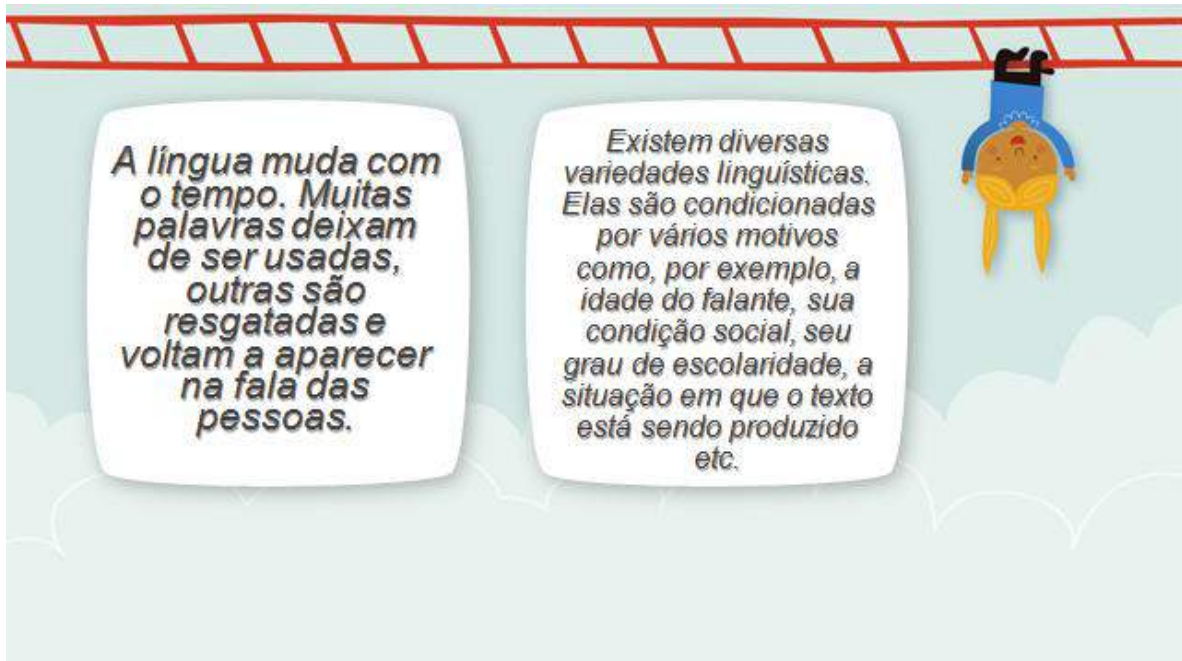 A língua muda com
o tempo. Muitas
palavras deixam
de ser usadas,
outras são
resgatadas e
voltam a aparecer
na fala das
pessoas.
Existem diversas
variedades linguísticas.
Elas são condicionadas
por vários motivos
como, por exemplo, a
idade do falante, sua
condição social, seu
grau de escolaridade, a
situação em que o texto
está sendo produzido
etc.